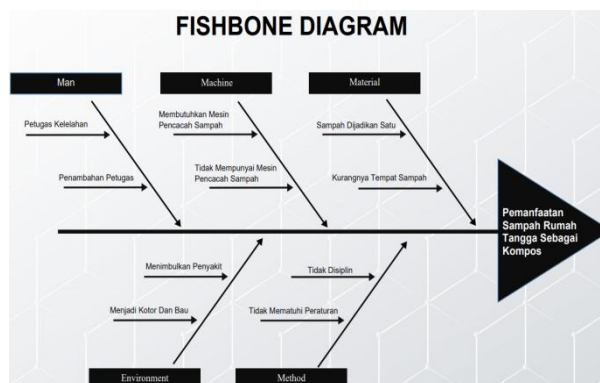 FISHBONE DIAGRAM
Man
Machine
Material
Petugas Kelelahan
Membutuhkan Mesin
Pencacah Sampah
Sampah Dijadikan Satu
Penambahan Petugas
Tidak Mempunyai Mesin
Pencacah Sampah
Kurangnya Tempat Sampah
Pemanfaatan
Sampah Rumah
Tangga Sebagai
Kompos
Menimbulkan Penyakit
Tidak Disiplin
Menjadi Kotor Dan Bau
Tidak Mematuhi Peraturan
Environment
Method